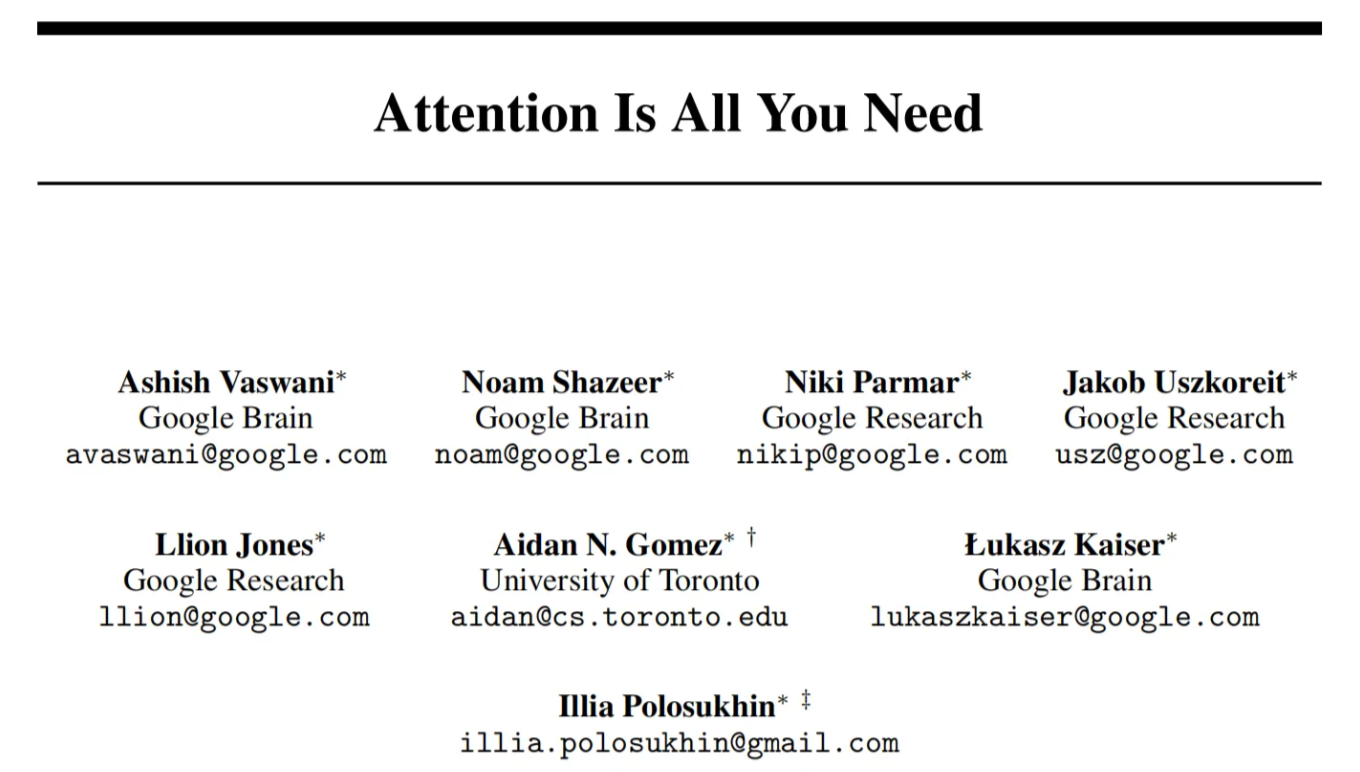 Attention Is All You Need
Ashish Vaswani* Noam Shazeer* Niki Parmar* Jakob Uszkoreit*
Google Brain Google Brain Google Research Google Research
avaswani@google.com noam@google.com nikip@google.com usz@google.com
Llion Jones* Aidan N. Gomez* † Łukasz Kaiser*
Google Research University of Toronto Google Brain
llion@google.com aidan@cs.toronto.edu lukaszkaiser@google.com
Illia Polosukhin* ‡
illia.polosukhin@gmail.com